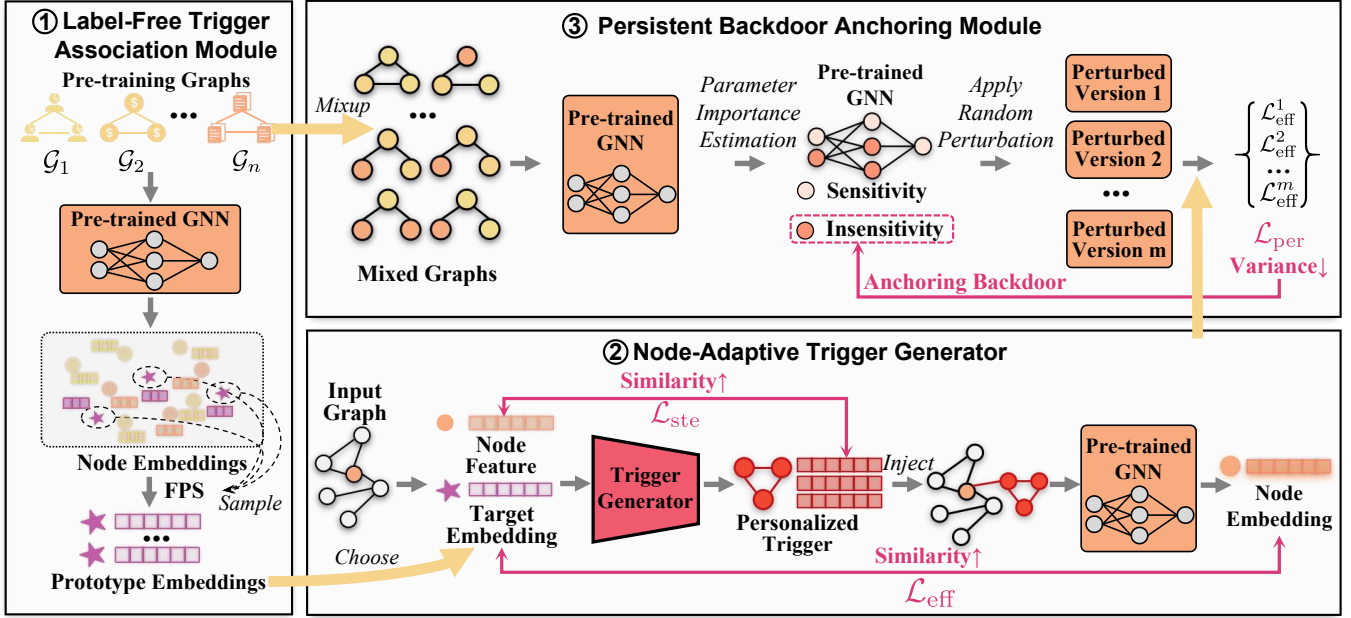 ① Label-Free Trigger
Association Module
Pre-training Graphs
$ $ •••
𝒢1 𝒢2 𝒢n
Pre-trained GNN
Node Embeddings
FPS
Sample
•••
Prototype Embeddings
③ Persistent Backdoor Anchoring Module
Mixup
•••
Mixed Graphs
Pre-trained
GNN
Parameter
Importance
Estimation
Pre-trained
GNN
Sensitivity
Insensitivity
Apply
Random
Perturbation
Perturbed
Version 1
Perturbed
Version 2
•••
Perturbed
Version m
ℒ¹eff
ℒ²eff
•••
ℒᵐeff
ℒper
Variance↓
Anchoring Backdoor
② Node-Adaptive Trigger Generator
Input
Graph
Choose
Similarity↑
ℒste
Node
Feature
Target
Embedding
Trigger
Generator
Personalized
Trigger
Inject
Pre-trained
GNN
Node
Embedding
Similarity↑
ℒeff